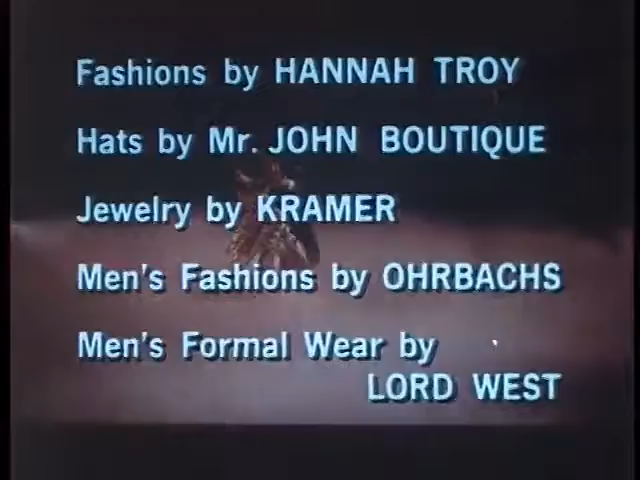 Fashions by HANNAH TROY
Hats by Mr. JOHN BOUTIQUE
Jewelry by KRAMER
Men's Fashions by OHRBACHS
Men's Formal Wear by
LORD WEST